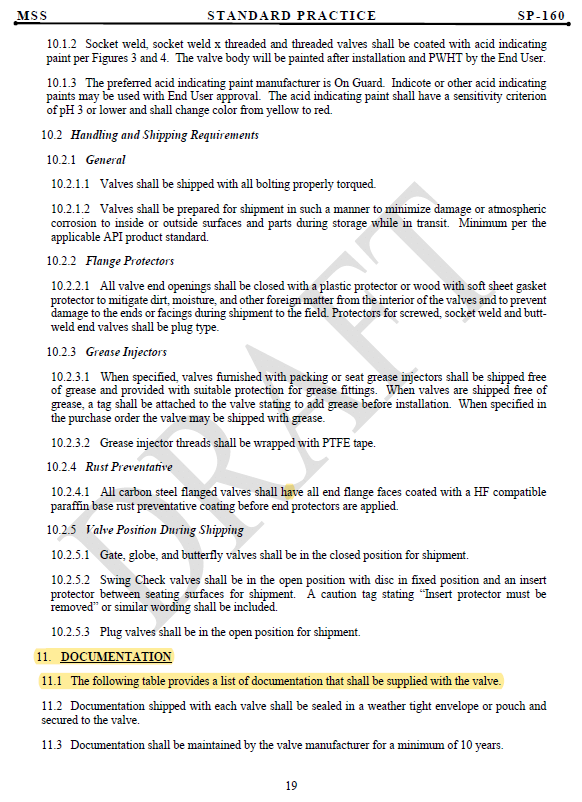 MSS STANDARD PRACTICE SP-160
10.1.2 Socket weld, socket weld x threaded and threaded valves shall be coated with acid indicating
paint per Figures 3 and 4. The valve body will be painted after installation and PWHT by the End User.
10.1.3 The preferred acid indicating paint manufacturer is On Guard. Indicote or other acid indicating
paints may be used with End User approval. The acid indicating paint shall have a sensitivity criterion
of pH 3 or lower and shall change color from yellow to red.
10.2 Handling and Shipping Requirements
10.2.1 General
10.2.1.1 Valves shall be shipped with all bolting properly torqued.
10.2.1.2 Valves shall be prepared for shipment in such a manner to minimize damage or atmospheric
corrosion to inside or outside surfaces and parts during storage while in transit. Minimum per the
applicable API product standard.
10.2.2 Flange Protectors
10.2.2.1 All valve end openings shall be closed with a plastic protector or wood with soft sheet gasket
protector to mitigate dirt, moisture, and other foreign matter from the interior of the valves and to prevent
damage to the ends or facings during shipment to the field. Protectors for screwed, socket weld and butt-
weld end valves shall be plug type.
10.2.3 Grease Injectors
10.2.3.1 When specified, valves furnished with packing or seat grease injectors shall be shipped free
of grease and provided with suitable protection for grease fittings. When valves are shipped free of
grease, a tag shall be attached to the valve stating to add grease before installation. When specified in
the purchase order the valve may be shipped with grease.
10.2.3.2 Grease injector threads shall be wrapped with PTFE tape.
10.2.4 Rust Preventative
10.2.4.1 All carbon steel flanged valves shall have all end flange faces coated with a HF compatible
paraffin base rust preventative coating before end protectors are applied.
10.2.5 Valve Position During Shipping
10.2.5.1 Gate, globe, and butterfly valves shall be in the closed position for shipment.
10.2.5.2 Swing Check valves shall be in the open position with disc in fixed position and an insert
protector between seating surfaces for shipment. A caution tag stating “Insert protector must be
removed” or similar wording shall be included.
10.2.5.3 Plug valves shall be in the open position for shipment.
11. DOCUMENTATION
11.1 The following table provides a list of documentation that shall be supplied with the valve.
11.2 Documentation shipped with each valve shall be sealed in a weather tight envelope or pouch and
secured to the valve.
11.3 Documentation shall be maintained by the valve manufacturer for a minimum of 10 years.
19
DRAFT